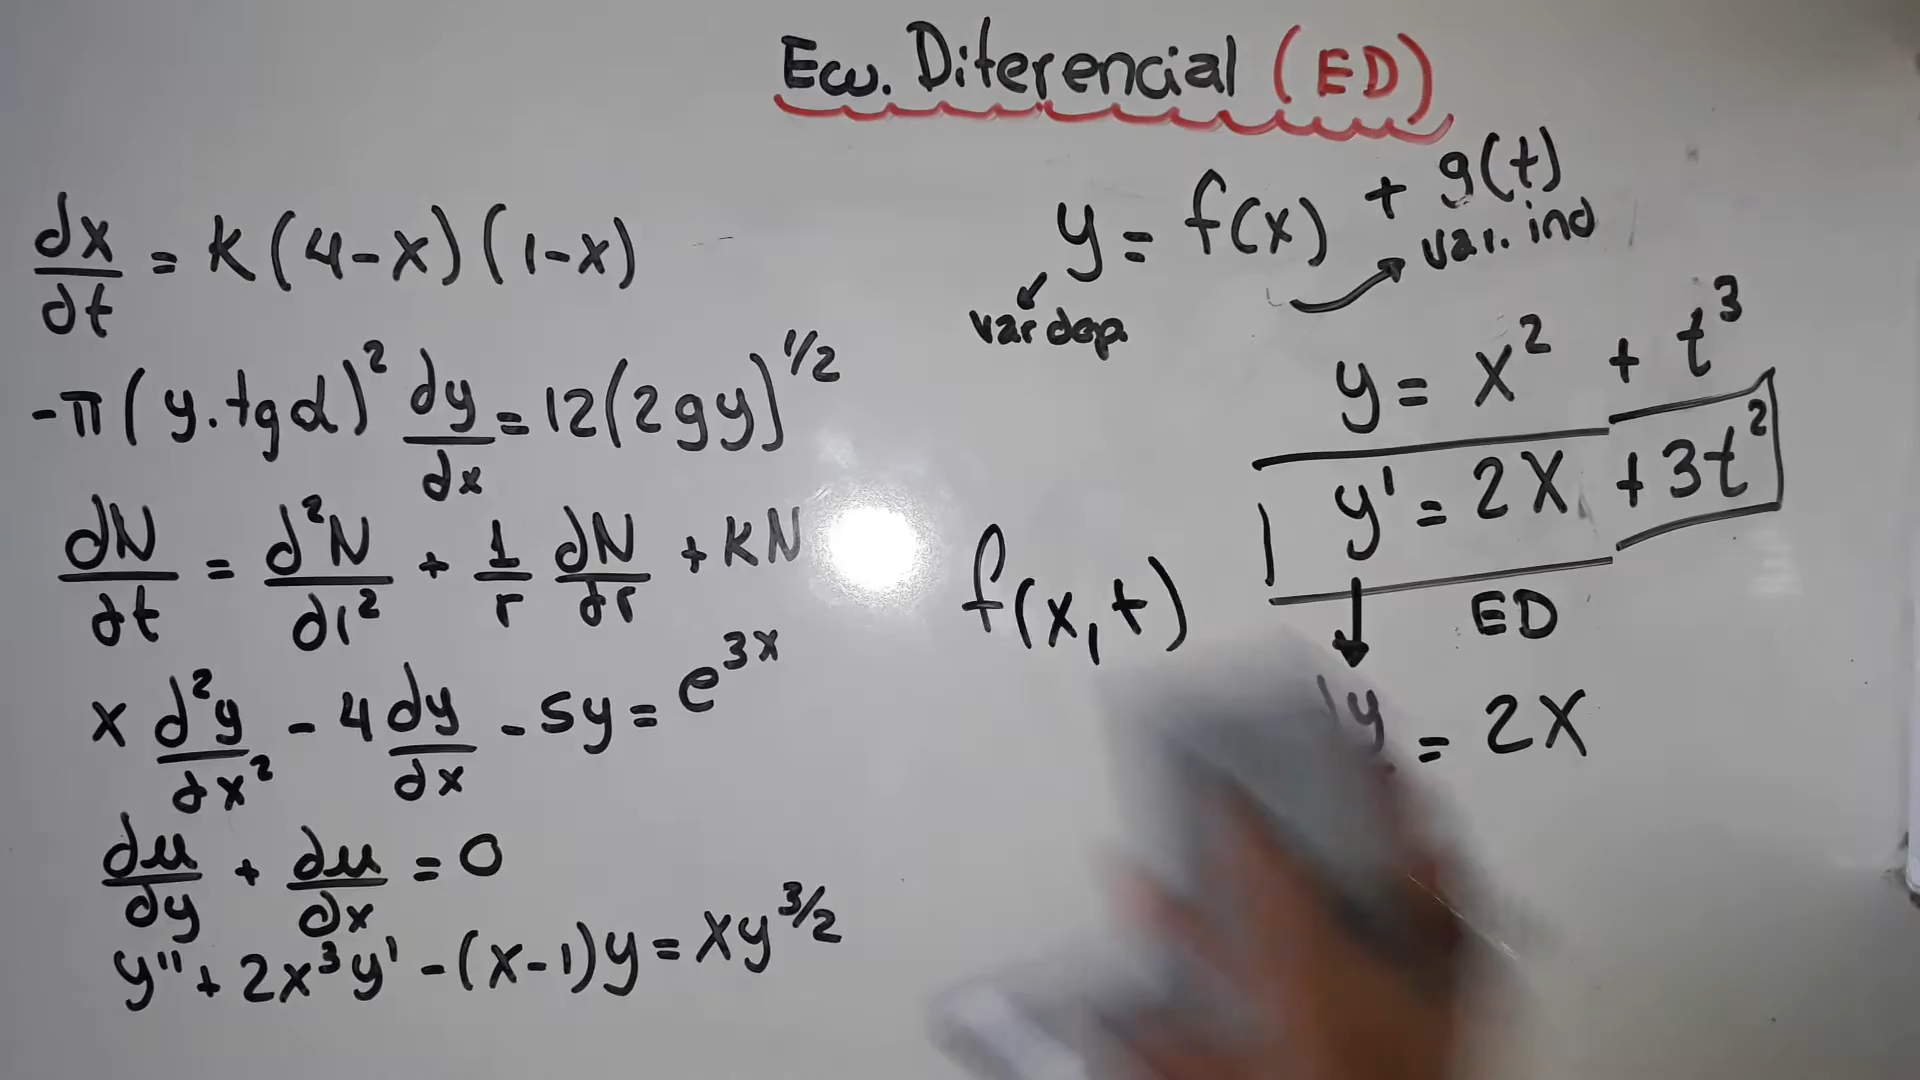 Ecu. Diferencial (ED)
y = f(x) + g(t)
var. ind
var dep.
dx/dt = K(4-x)(1-x)
-π(y.tgα)² dy/dx = 12(2gy)^1/2
dN/dt = d²N/dr² + 1/r dN/dr + KN
x d²y/dx² - 4 dy/dx - 5y = e^3x
du/dy + du/dx = 0
y'' + 2x³y' - (x-1)y = xy^3/2
f(x,t)
y = x² + t³
y' = 2X + 3t²
ED
y = 2X